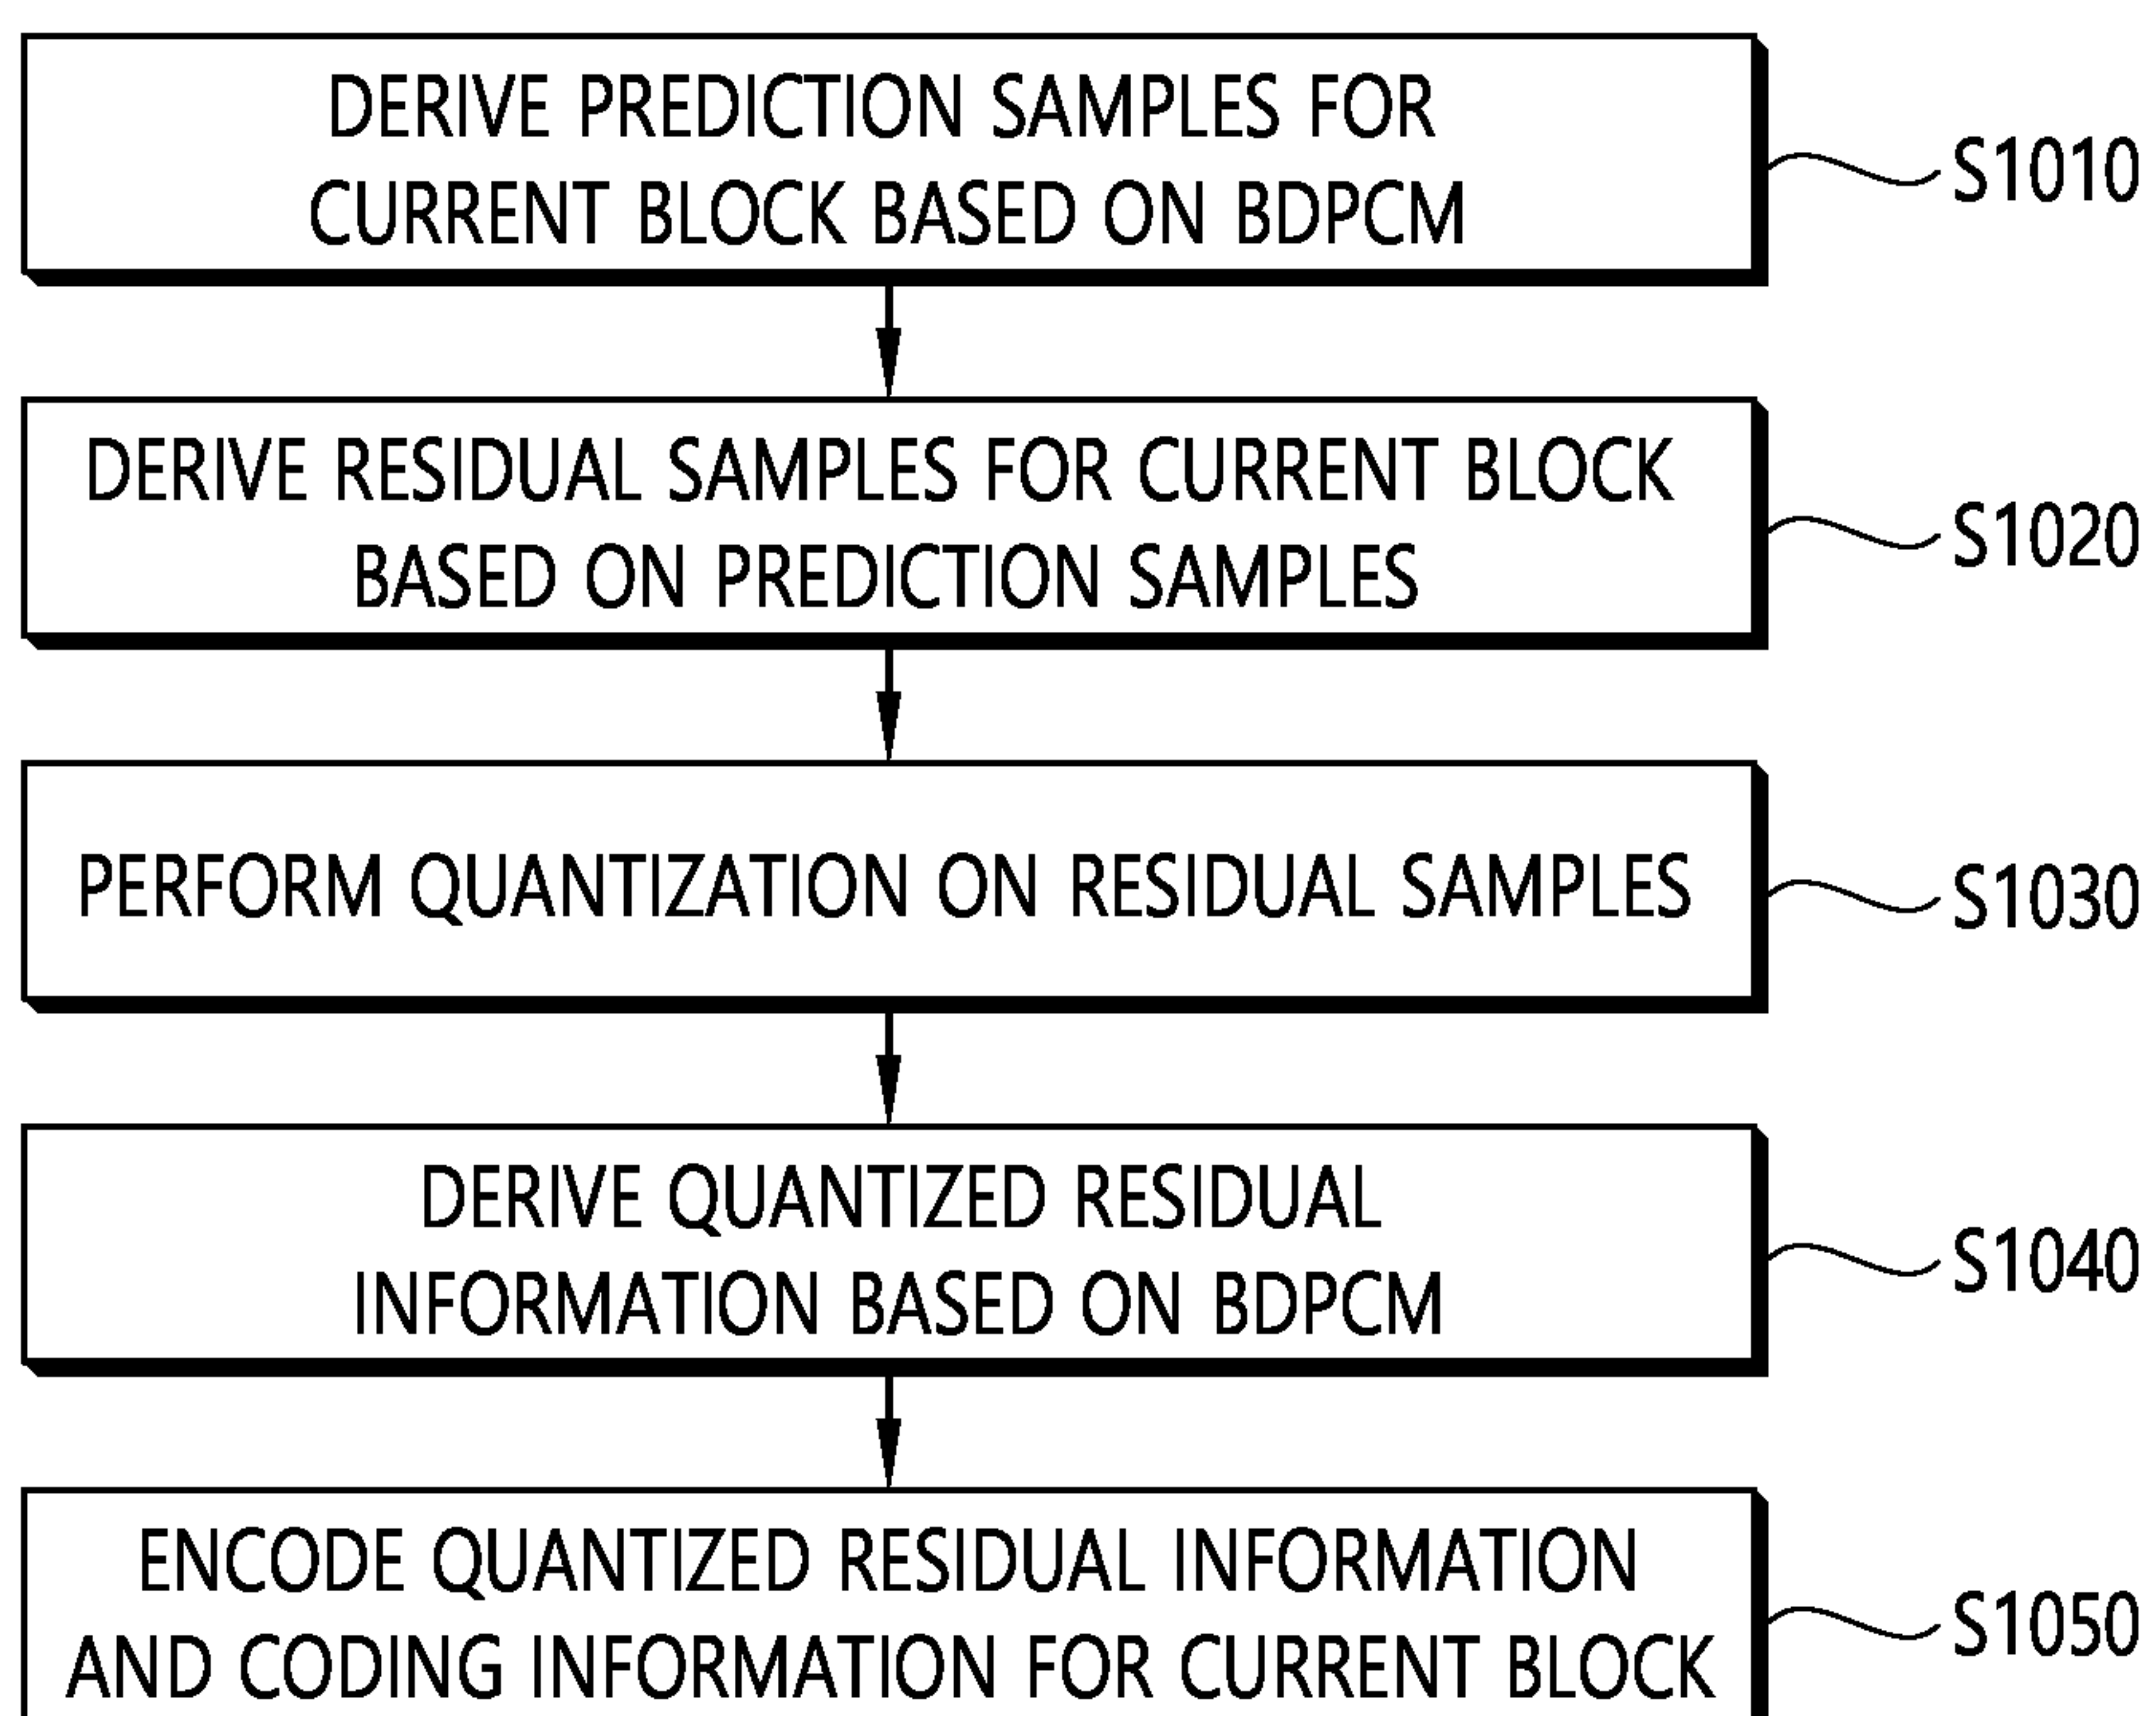 DERIVE PREDICTION SAMPLES FOR
CURRENT BLOCK BASED ON BDPCM
S1010
DERIVE RESIDUAL SAMPLES FOR CURRENT BLOCK
BASED ON PREDICTION SAMPLES
S1020
PERFORM QUANTIZATION ON RESIDUAL SAMPLES
S1030
DERIVE QUANTIZED RESIDUAL
INFORMATION BASED ON BDPCM
S1040
ENCODE QUANTIZED RESIDUAL INFORMATION
AND CODING INFORMATION FOR CURRENT BLOCK
S1050